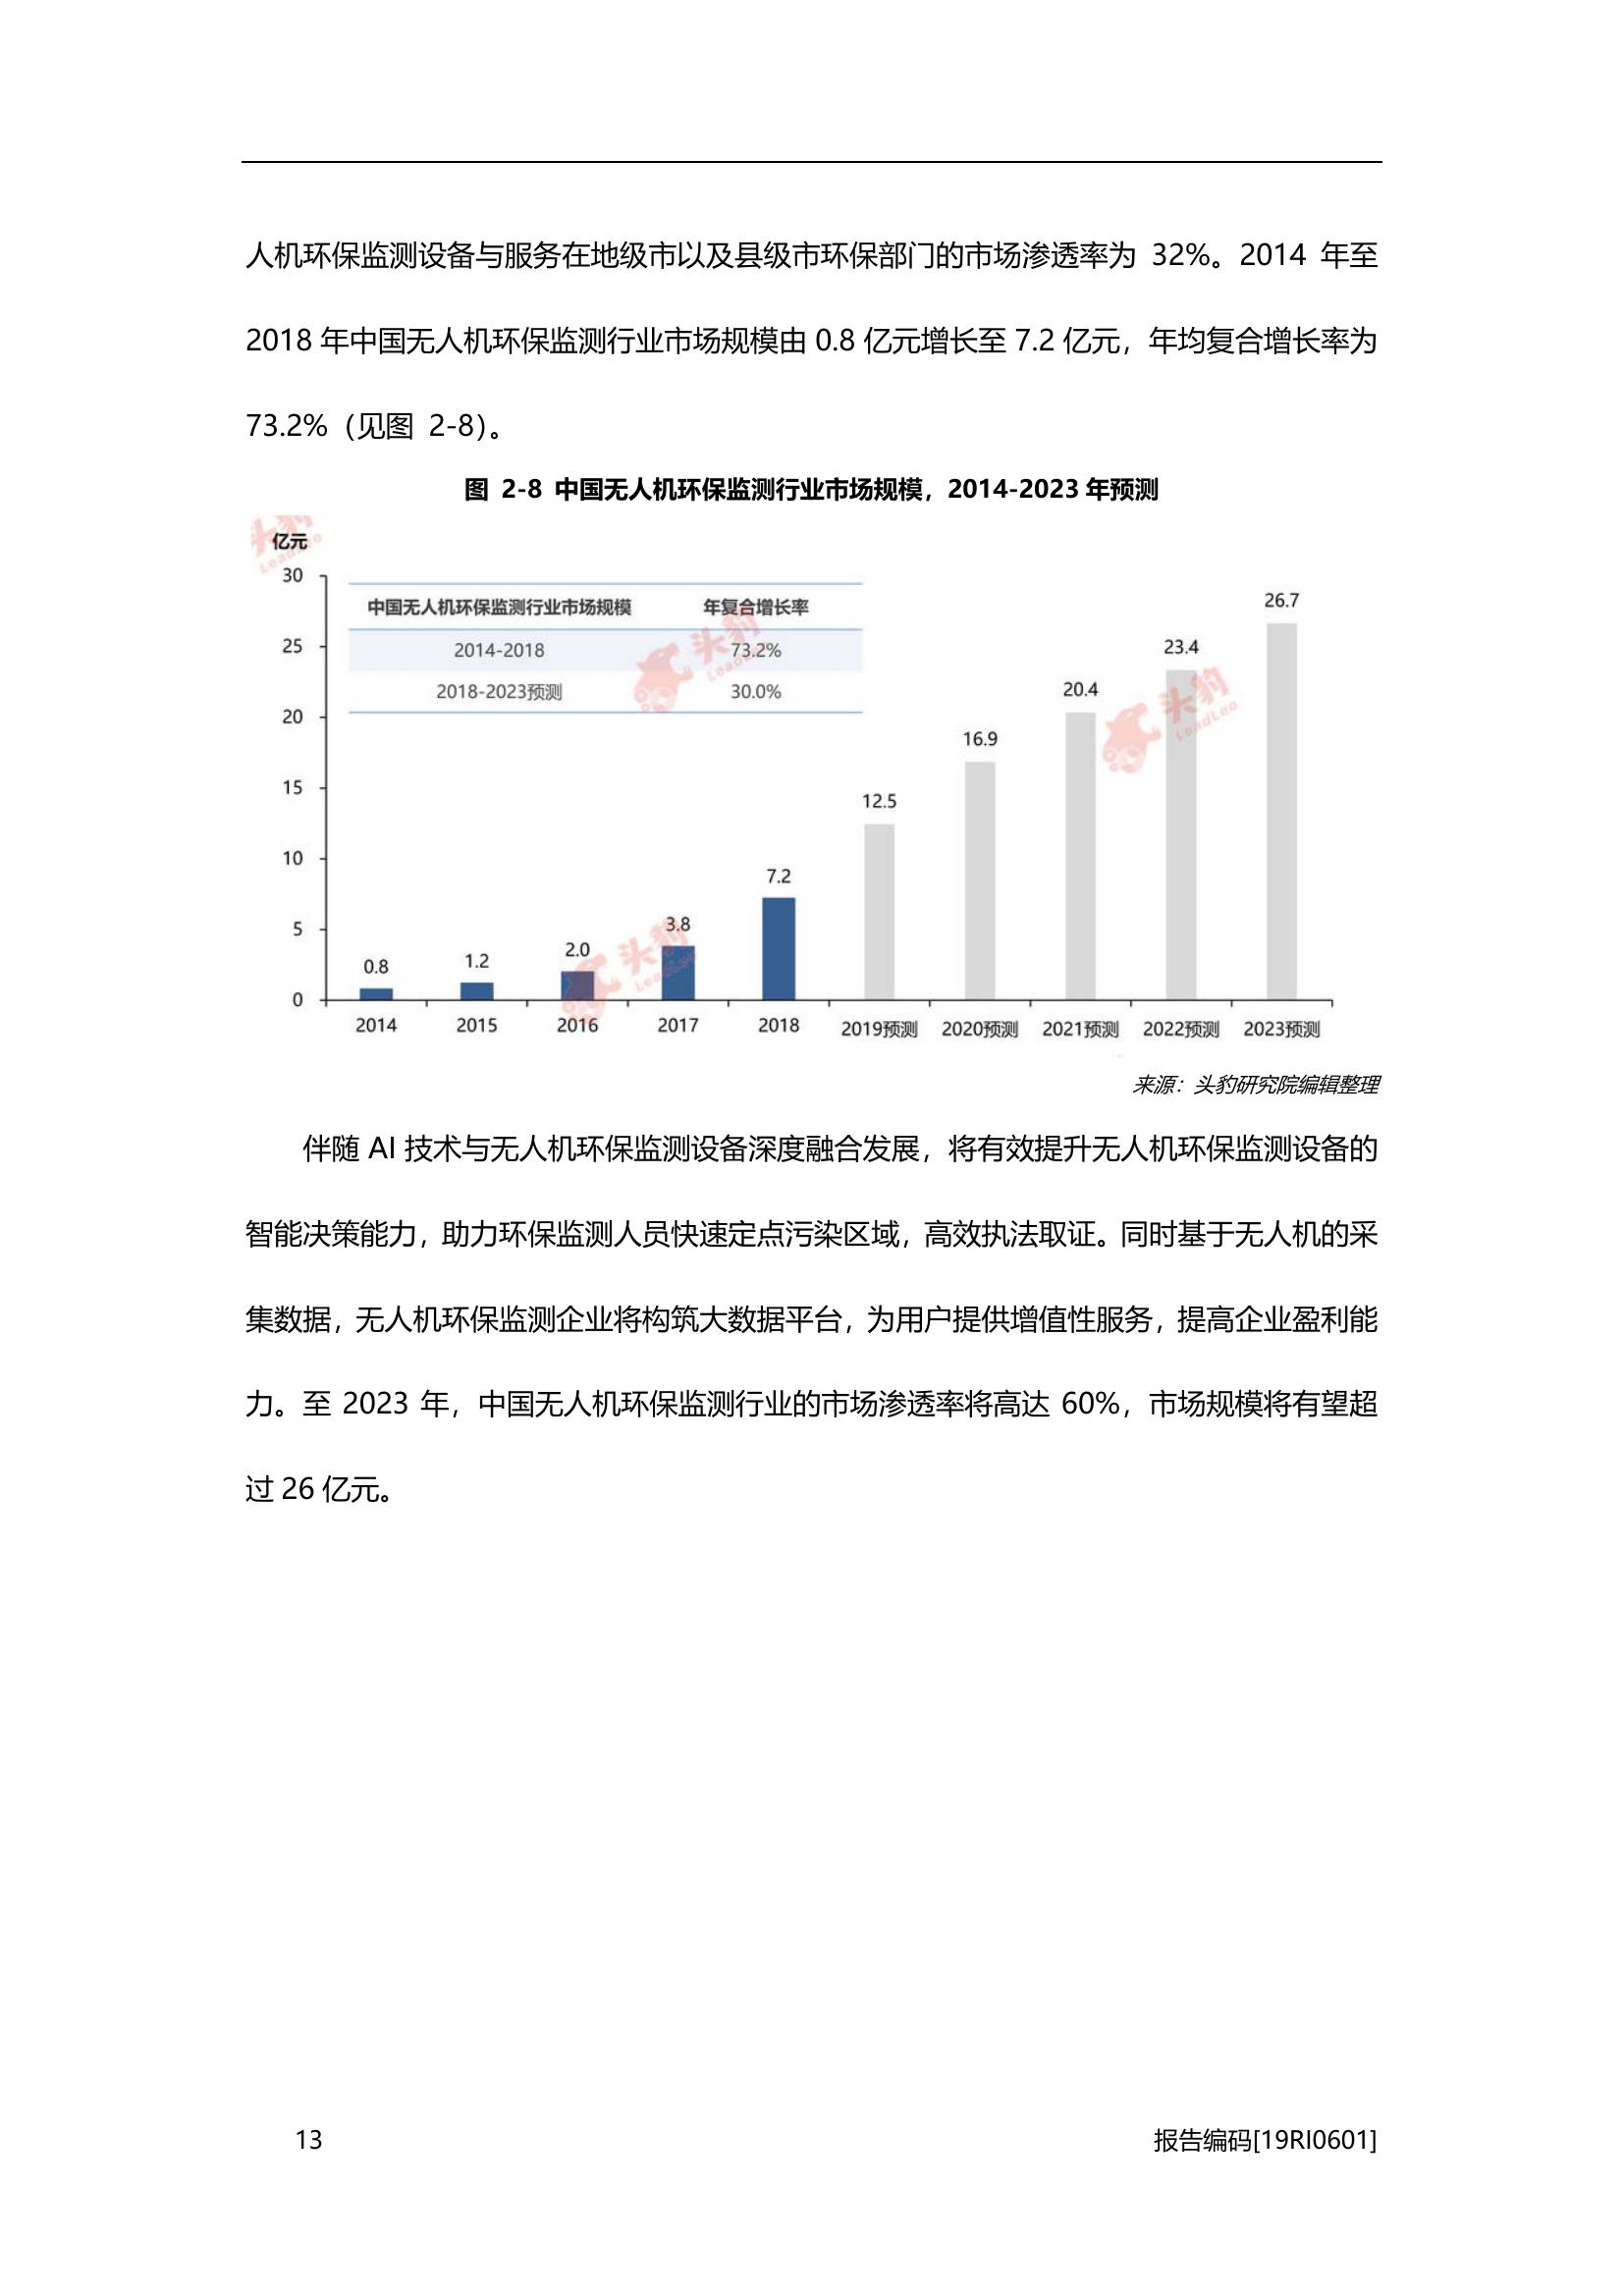 人机环保监测设备与服务在地级市以及县级市环保部门的市场渗透率为 32%。2014 年至
2018 年中国无人机环保监测行业市场规模由 0.8 亿元增长至 7.2 亿元，年均复合增长率为
73.2%（见图 2-8）。
图 2-8 中国无人机环保监测行业市场规模，2014-2023 年预测
头豹
LeadLeo
亿元
30
25
20
15
10
5
0
中国无人机环保监测行业市场规模 年复合增长率
2014-2018 73.2%
2018-2023预测 30.0%
头豹
LeadLeo
头豹
LeadLeo
头豹
LeadLeo
0.8
1.2
2.0
3.8
7.2
12.5
16.9
20.4
23.4
26.7
2014 2015 2016 2017 2018 2019预测 2020预测 2021预测 2022预测 2023预测
来源：头豹研究院编辑整理
伴随 AI 技术与无人机环保监测设备深度融合发展，将有效提升无人机环保监测设备的
智能决策能力，助力环保监测人员快速定点污染区域，高效执法取证。同时基于无人机的采
集数据，无人机环保监测企业将构筑大数据平台，为用户提供增值性服务，提高企业盈利能
力。至 2023 年，中国无人机环保监测行业的市场渗透率将高达 60%，市场规模将有望超
过 26 亿元。
13
报告编码[19RI0601]